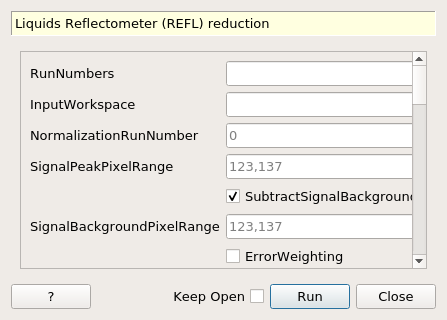 Liquids Reflectometer (REFL) reduction
RunNumbers
InputWorkspace
NormalizationRunNumber 0
SignalPeakPixelRange 123,137
SubtractSignalBackground
SignalBackgroundPixelRange 123,137
ErrorWeighting
? Keep Open Run Close